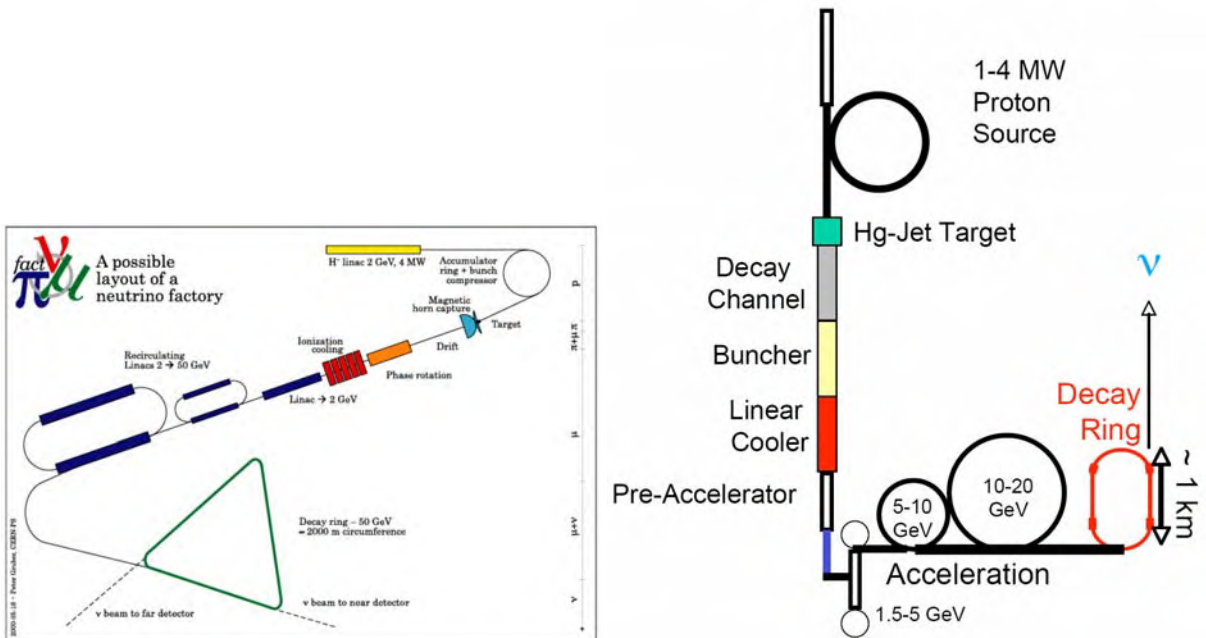 fact
π
ν
μ
A possible
layout of a
neutrino factory
H⁻ linac 2 GeV, 4 MW
Accumulator
ring + bunch
compressor
Magnetic
horn capture
Target
Drift
Ionization
cooling
Phase rotation
Linac → 2 GeV
Recirculating
Linacs 2 → 50 GeV
Decay ring – 50 GeV
≈ 2000 m circumference
ν beam to far detector
ν beam to near detector
p
π+μ
μ
μ+ν
ν
1-4 MW
Proton
Source
Hg-Jet Target
Decay
Channel
Buncher
Linear
Cooler
Pre-Accelerator
5-10
GeV
10-20
GeV
Acceleration
1.5-5 GeV
ν
Decay
Ring
~ 1 km